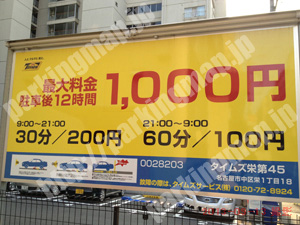 最大料金
駐車後12時間
1,000円
9:00～21:00
30分／200円
21:00～9:00
60分／100円
0028203
タイムズ栄第45
名古屋市中区栄1丁目18
故障の際は、タイムズサービス(株) 0120-72-8924